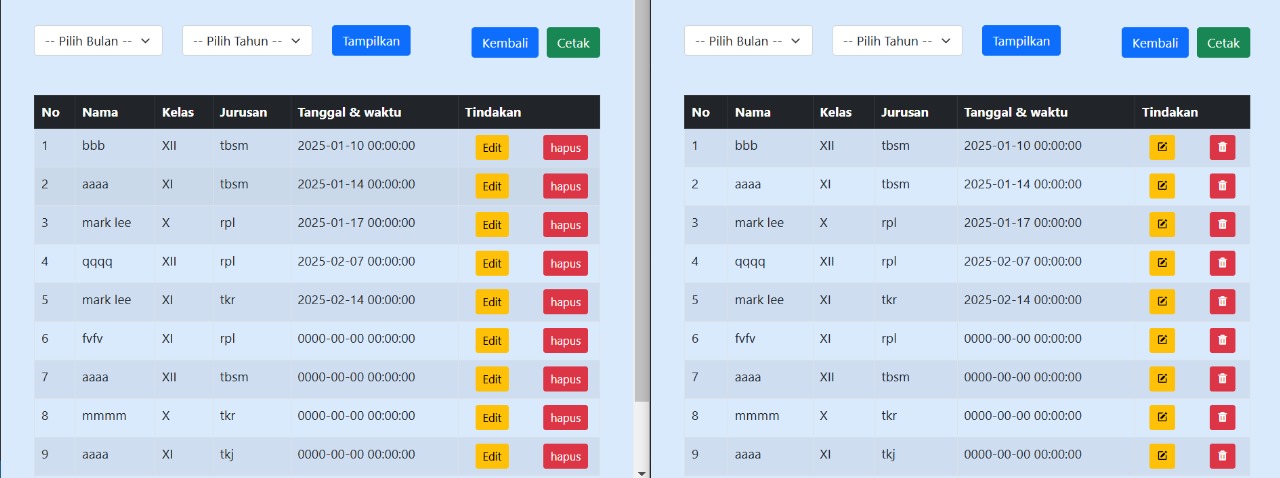 -- Pilih Bulan -- -- Pilih Tahun -- Tampilkan Kembali Cetak
No Nama Kelas Jurusan Tanggal & waktu Tindakan
1 bbb XII tbsm 2025-01-10 00:00:00 Edit hapus
2 aaaa XI tbsm 2025-01-14 00:00:00 Edit hapus
3 mark lee X rpl 2025-01-17 00:00:00 Edit hapus
4 qqqq XII rpl 2025-02-07 00:00:00 Edit hapus
5 mark lee XI tkr 2025-02-14 00:00:00 Edit hapus
6 fvfv XI rpl 0000-00-00 00:00:00 Edit hapus
7 aaaa XII tbsm 0000-00-00 00:00:00 Edit hapus
8 mmmm X tkr 0000-00-00 00:00:00 Edit hapus
9 aaaa XI tkj 0000-00-00 00:00:00 Edit hapus
-- Pilih Bulan -- -- Pilih Tahun -- Tampilkan Kembali Cetak
No Nama Kelas Jurusan Tanggal & waktu Tindakan
1 bbb XII tbsm 2025-01-10 00:00:00
2 aaaa XI tbsm 2025-01-14 00:00:00
3 mark lee X rpl 2025-01-17 00:00:00
4 qqqq XII rpl 2025-02-07 00:00:00
5 mark lee XI tkr 2025-02-14 00:00:00
6 fvfv XI rpl 0000-00-00 00:00:00
7 aaaa XII tbsm 0000-00-00 00:00:00
8 mmmm X tkr 0000-00-00 00:00:00
9 aaaa XI tkj 0000-00-00 00:00:00